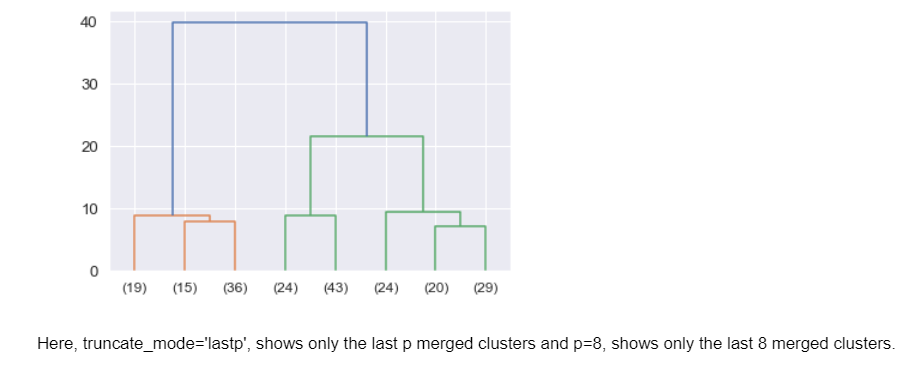 40
30
20
10
0
(19) (15) (36) (24) (43) (24) (20) (29)
Here, truncate_mode='lastp', shows only the last p merged clusters and p=8, shows only the last 8 merged clusters.